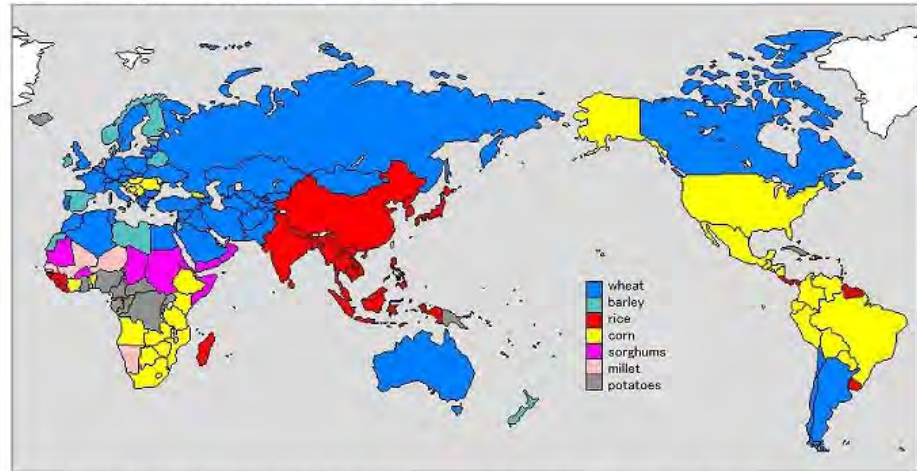 wheat
barley
rice
corn
sorghums
millet
potatoes